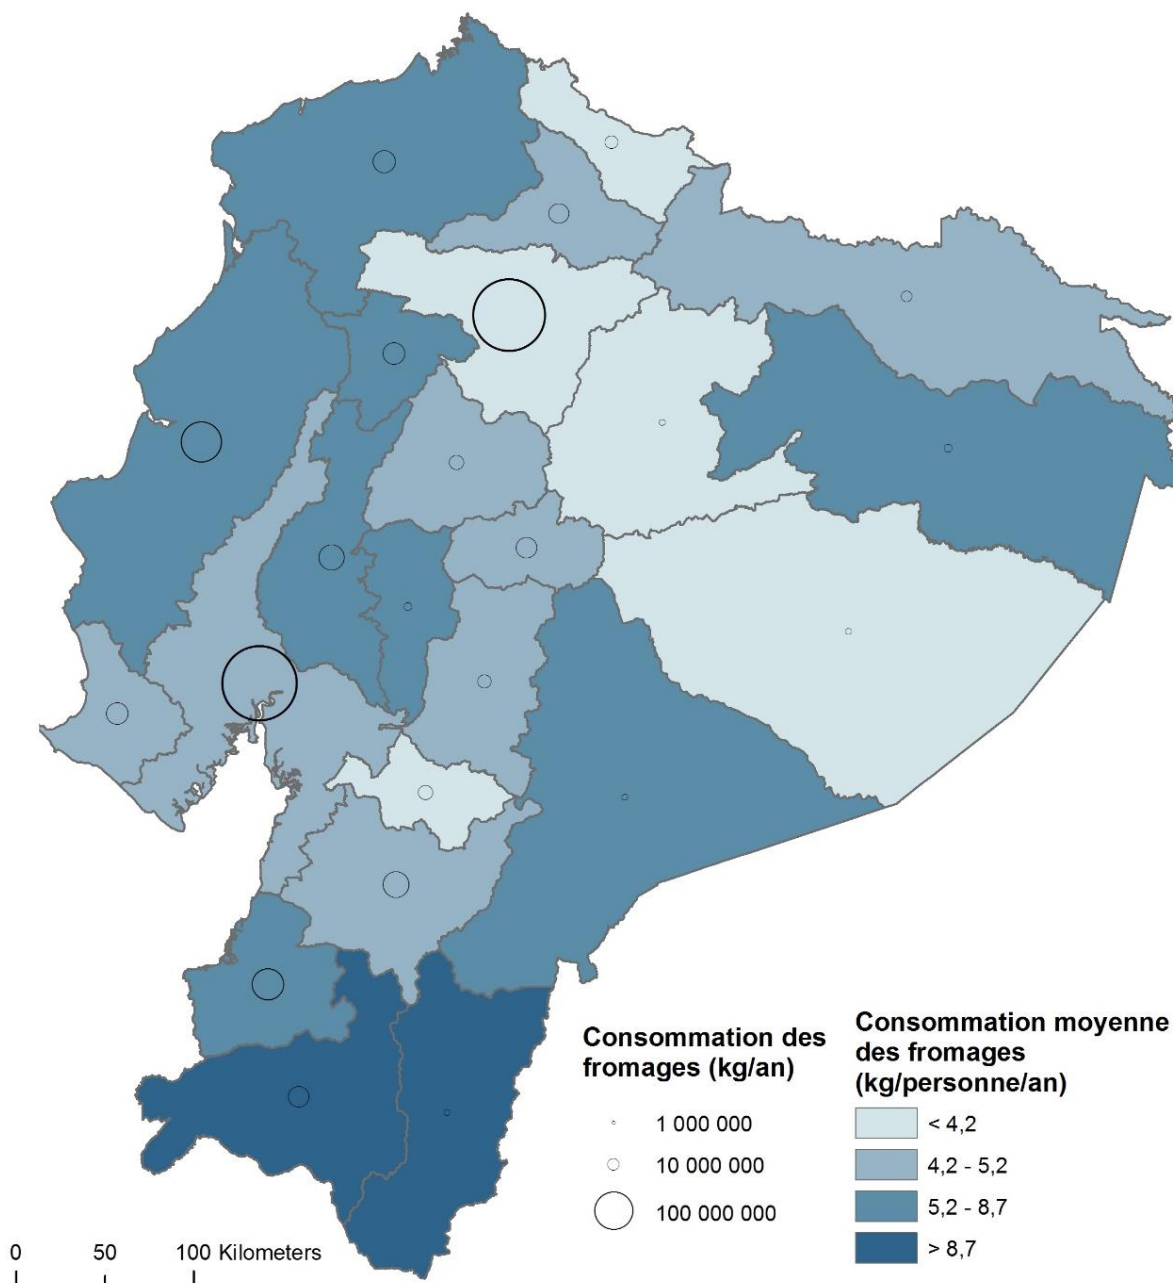 Consommation des
fromages (kg/an)
1 000 000
10 000 000
100 000 000
Consommation moyenne
des fromages
(kg/personne/an)
< 4,2
4,2 - 5,2
5,2 - 8,7
> 8,7
0 50 100 Kilometers